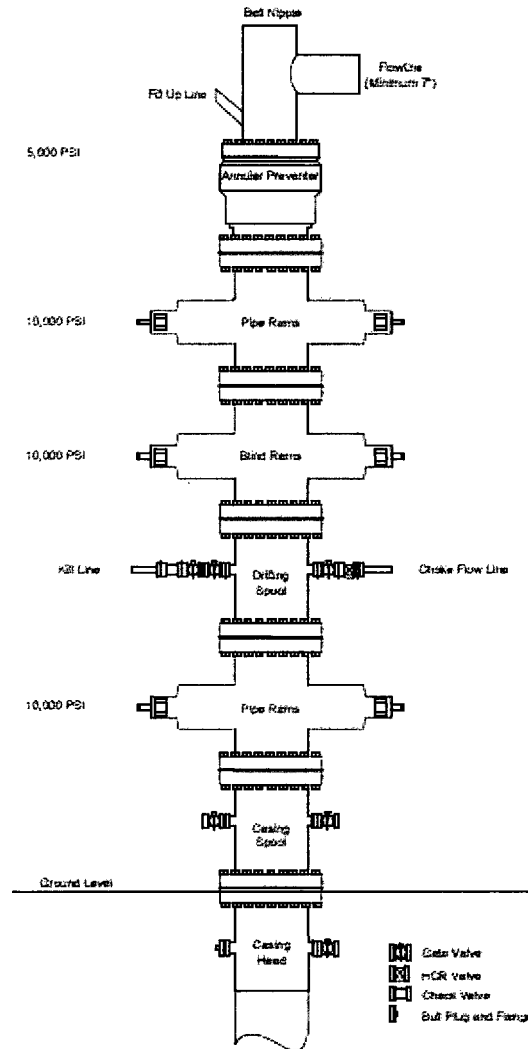 Bell Nipple
Flowline
(Minimum 7")
Fill Up Line
5,000 PSI
Annular Preventer
10,000 PSI
Pipe Rams
10,000 PSI
Blind Rams
Kill Line
Drilling
Spool
Choke Flow Line
10,000 PSI
Pipe Rams
Casing
Spool
Ground Level
Casing
Head
Gate Valve
HCR Valve
Check Valve
Bull Plug and Flange